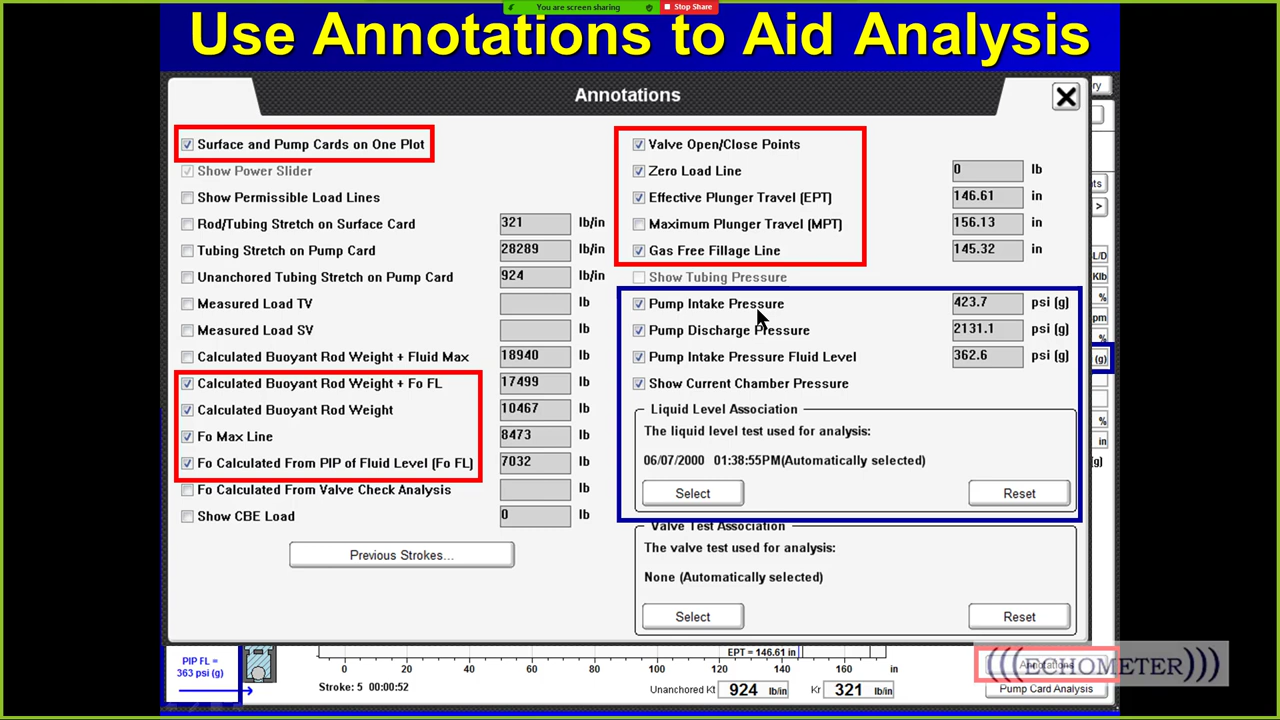 You are screen sharing
Stop Share
Use Annotations to Aid Analysis
Annotations
Surface and Pump Cards on One Plot
Show Power Slider
Show Permissible Load Lines
Rod/Tubing Stretch on Surface Card 321 lb/in
Tubing Stretch on Pump Card 28289 lb/in
Unanchored Tubing Stretch on Pump Card 924 lb/in
Measured Load TV lb
Measured Load SV lb
Calculated Buoyant Rod Weight + Fluid Max 18940 lb
Calculated Buoyant Rod Weight + Fo FL 17499 lb
Calculated Buoyant Rod Weight 10467 lb
Fo Max Line 8473 lb
Fo Calculated From PIP of Fluid Level (Fo FL) 7032 lb
Fo Calculated From Valve Check Analysis lb
Show CBE Load 0 lb
Previous Strokes...
Valve Open/Close Points
Zero Load Line 0 lb
Effective Plunger Travel (EPT) 146.61 in
Maximum Plunger Travel (MPT) 156.13 in
Gas Free Fillage Line 145.32 in
Show Tubing Pressure
Pump Intake Pressure 423.7 psi (g)
Pump Discharge Pressure 2131.1 psi (g)
Pump Intake Pressure Fluid Level 362.6 psi (g)
Show Current Chamber Pressure
Liquid Level Association
The liquid level test used for analysis:
06/07/2000 01:38:55PM(Automatically selected)
Select Reset
Valve Test Association
The valve test used for analysis:
None (Automatically selected)
Select Reset
ry
ts
>
L/D
Klb
%
pm
%
(g)
%
in
(g)
PIP FL =
363 psi (g)
EPT = 146.61 in
0 20 40 60 80 100 120 140 160 in
Stroke: 5 00:00:52
Unanchored Kt 924 lb/in Kr 321 lb/in
Annotations
(((ECHOMETER)))
Pump Card Analysis